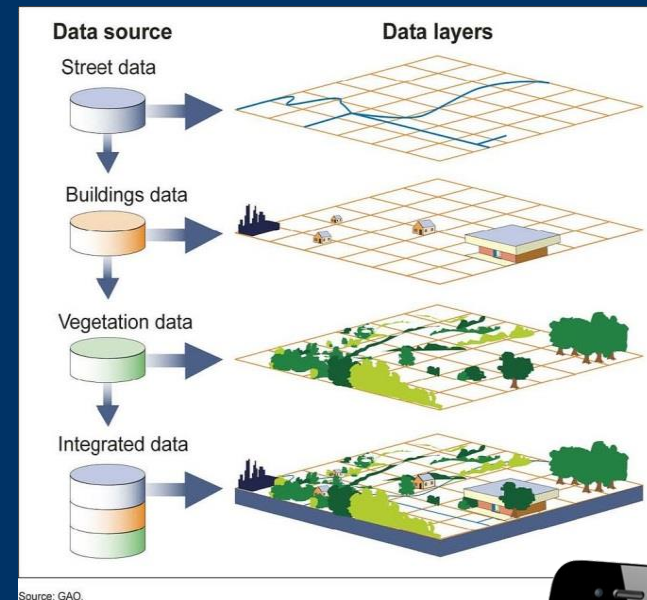 Data source
Data layers
Street data
Buildings data
Vegetation data
Integrated data
Source: GAO.